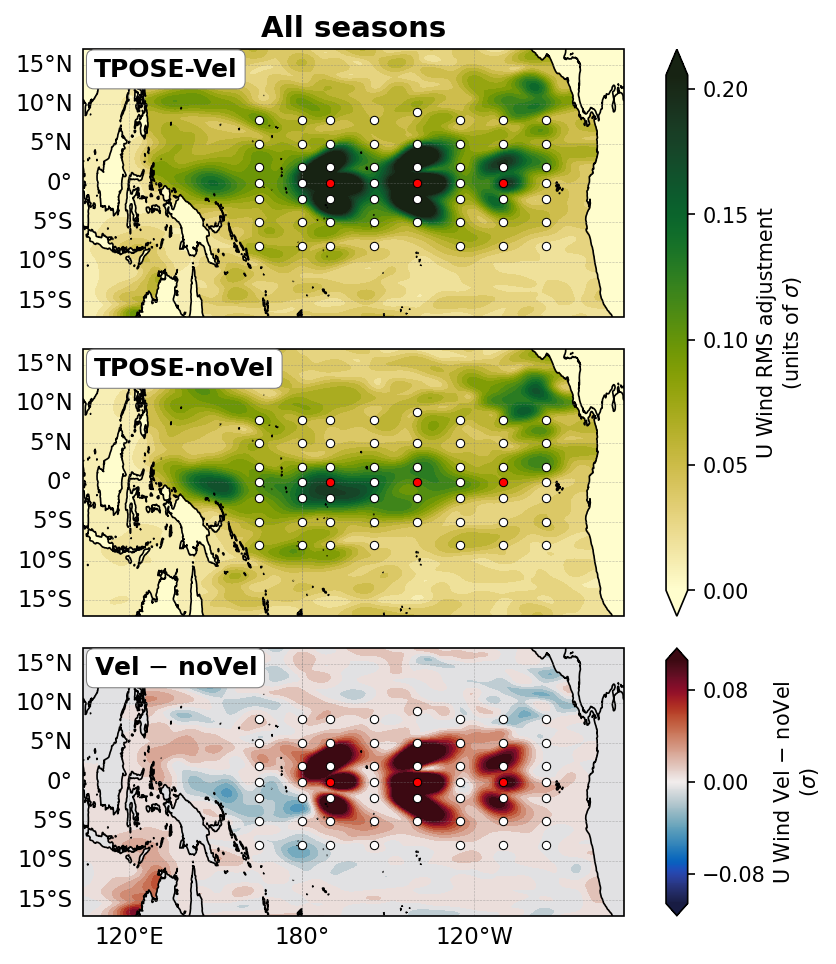 All seasons
TPOSE-Vel
15°N
10°N
5°N
0°
5°S
10°S
15°S
TPOSE-noVel
15°N
10°N
5°N
0°
5°S
10°S
15°S
0.20
0.15
0.10
0.05
0.00
U Wind RMS adjustment
(units of σ)
Vel − noVel
15°N
10°N
5°N
0°
5°S
10°S
15°S
120°E 180° 120°W
0.08
0.00
−0.08
U Wind Vel − noVel
(σ)